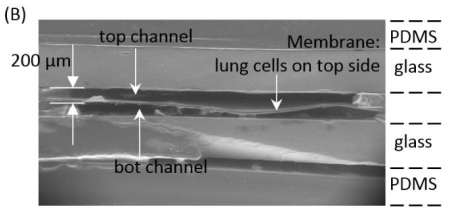 (B)
top channel
Membrane:
lung cells on top side
200 µm
bot channel
PDMS
glass
glass
PDMS